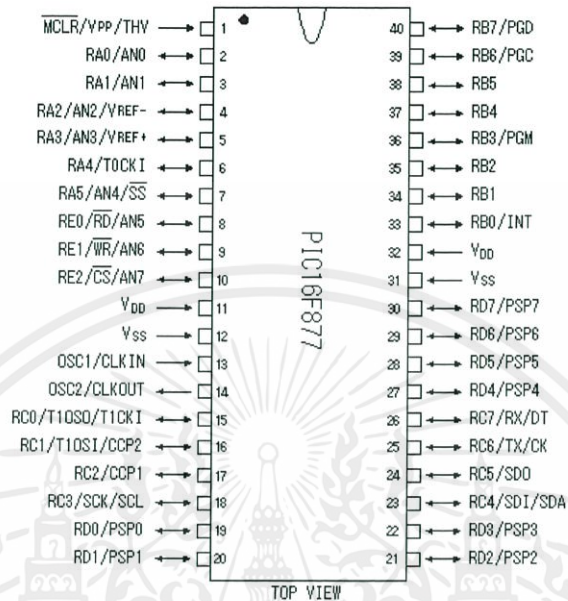 MCLR/VPP/THV 1 40 RB7/PGD
RA0/AN0 2 39 RB6/PGC
RA1/AN1 3 38 RB5
RA2/AN2/VREF- 4 37 RB4
RA3/AN3/VREF+ 5 36 RB3/PGM
RA4/T0CKI 6 35 RB2
RA5/AN4/SS 7 34 RB1
RE0/RD/AN5 8 33 RB0/INT
RE1/WR/AN6 9 32 VDD
RE2/CS/AN7 10 31 VSS
VDD 11 30 RD7/PSP7
VSS 12 29 RD6/PSP6
OSC1/CLKIN 13 28 RD5/PSP5
OSC2/CLKOUT 14 27 RD4/PSP4
RC0/T1OSO/T1CKI 15 26 RC7/RX/DT
RC1/T1OSI/CCP2 16 25 RC6/TX/CK
RC2/CCP1 17 24 RC5/SDO
RC3/SCK/SCL 18 23 RC4/SDI/SDA
RD0/PSP0 19 22 RD3/PSP3
RD1/PSP1 20 21 RD2/PSP2
PIC16F877
TOP VIEW